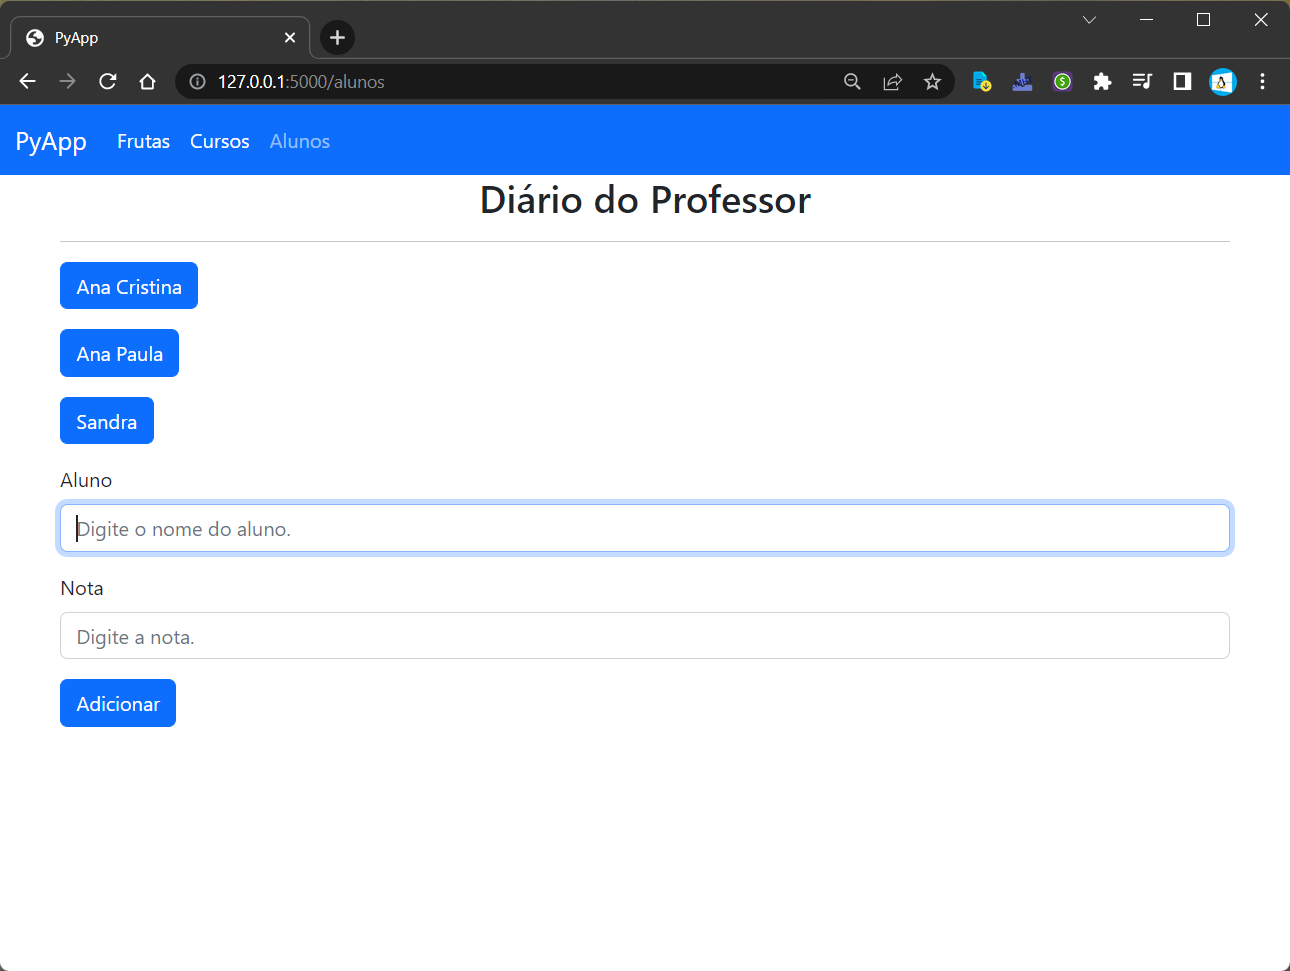 PyApp
127.0.0.1:5000/alunos
PyApp Frutas Cursos Alunos
Diário do Professor
Ana Cristina
Ana Paula
Sandra
Aluno
Digite o nome do aluno.
Nota
Digite a nota.
Adicionar